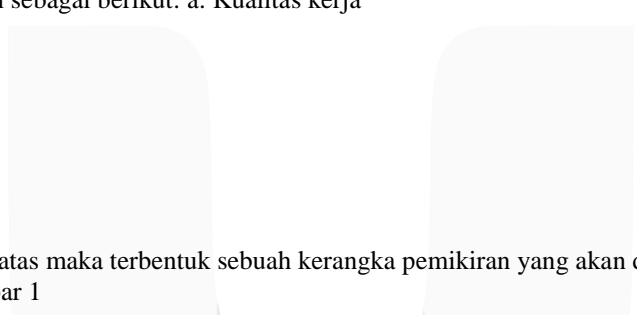 sebagai berikut: a. Kualitas kerja
atas maka terbentuk sebuah kerangka pemikiran yang akan
ar 1